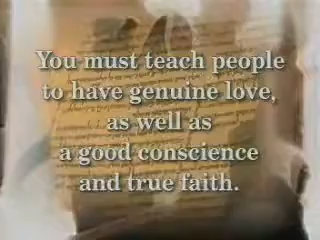 You must teach people
to have genuine love,
as well as
a good conscience
and true faith.